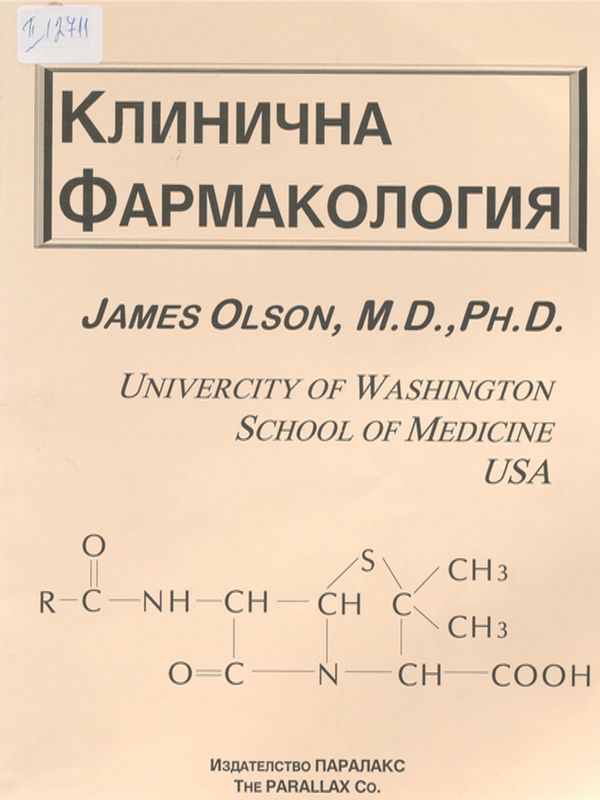 П 12711
КЛИНИЧНА
ФАРМАКОЛОГИЯ
JAMES OLSON, M.D.,PH.D.
UNIVERCITY OF WASHINGTON
SCHOOL OF MEDICINE
USA
O
S
CH3
R—C—NH—CH—CH C
CH3
O=C—N—CH—COOH
ИЗДАТЕЛСТВО ПАРАЛАКС
THE PARALLAX CO.